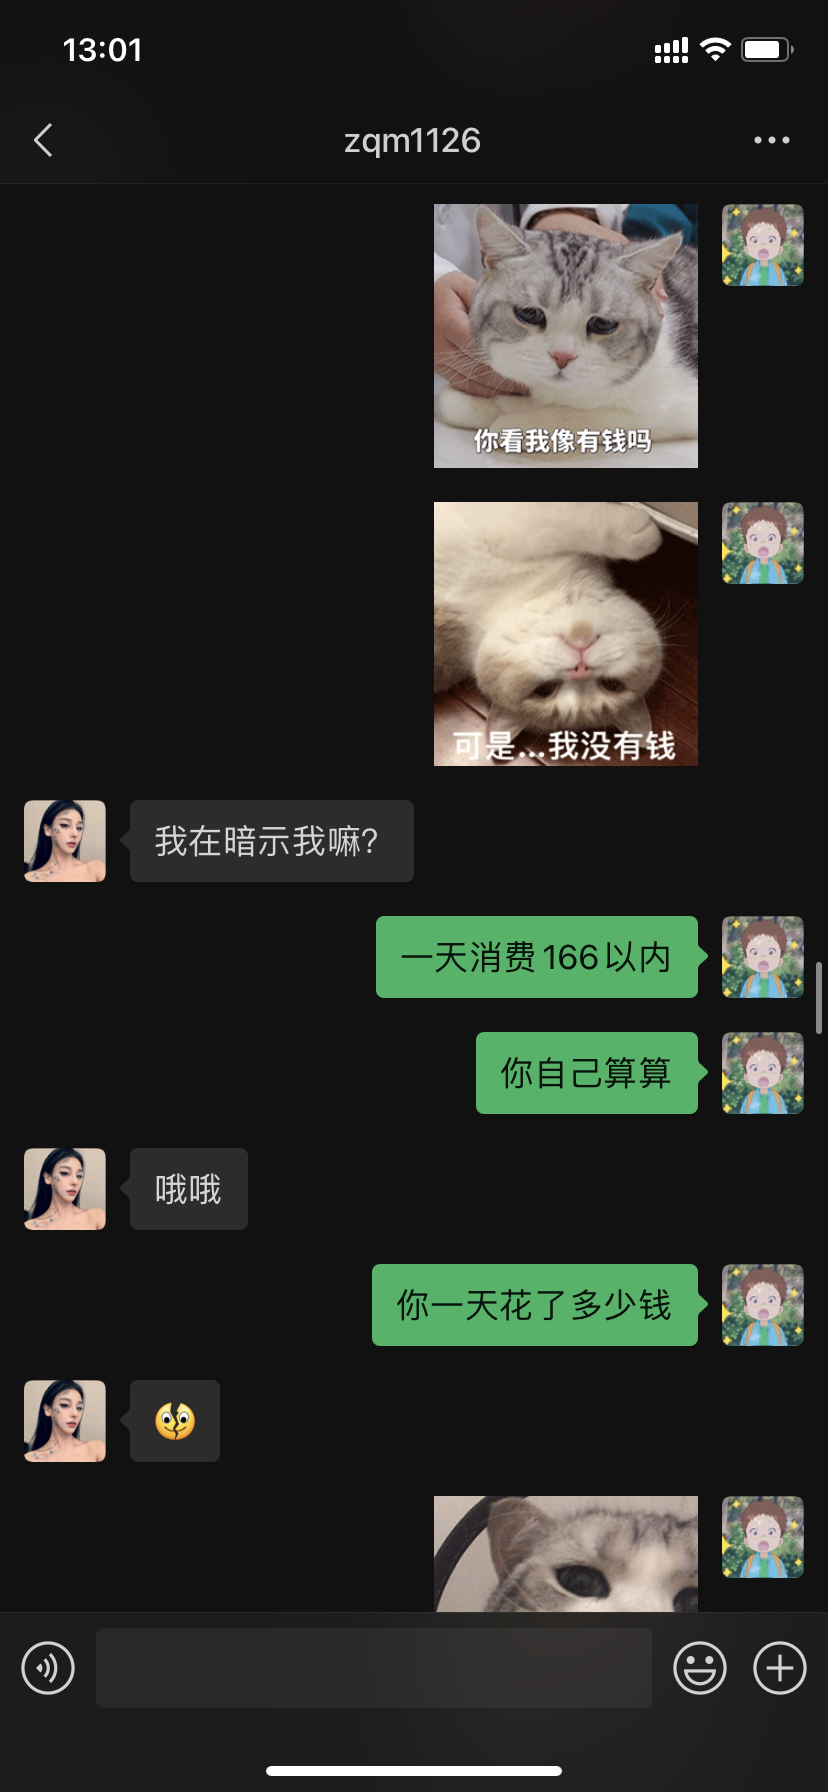 13:01
zqm1126
你看我像有钱吗
可是...我没有钱
我在暗示我嘛?
一天消费166以内
你自己算算
哦哦
你一天花了多少钱